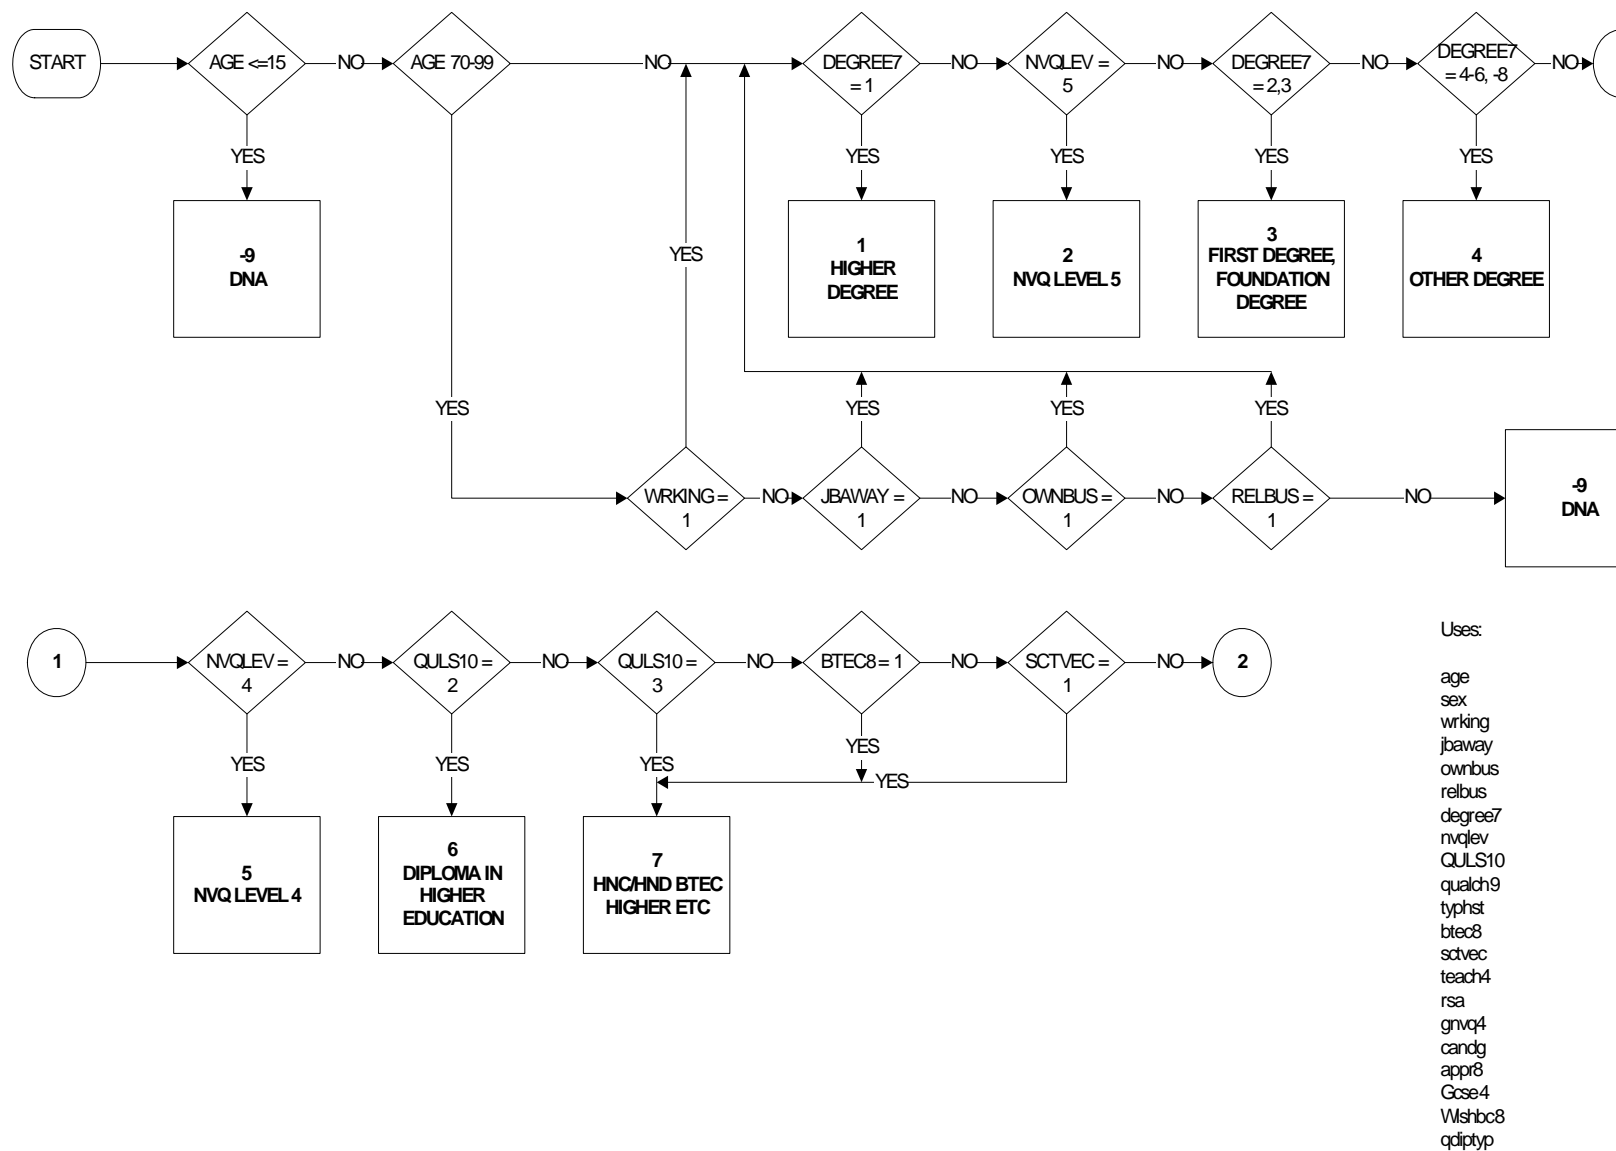 START
AGE <=15
NO
AGE 70-99
NO
DEGREE7
= 1
NO
NVQLEV =
5
NO
DEGREE7
= 2,3
NO
DEGREE7
= 4-6, -8
NO
YES
YES
YES
YES
YES
-9
DNA
1
HIGHER
DEGREE
2
NVQ LEVEL 5
3
FIRST DEGREE,
FOUNDATION
DEGREE
4
OTHER DEGREE
YES
YES
YES
YES
YES
WRKING =
1
NO
JBAWAY =
1
NO
OWNBUS =
1
NO
RELBUS =
1
NO
-9
DNA
1
NVQLEV =
4
NO
QULS10 =
2
NO
QULS10 =
3
NO
BTEC8 = 1
NO
SCTVEC =
1
NO
2
YES
YES
YES
YES
YES
5
NVQ LEVEL 4
6
DIPLOMA IN
HIGHER
EDUCATION
7
HNC/HND BTEC
HIGHER ETC
Uses:
age
sex
wrking
jbaway
ownbus
relbus
degree7
nvqlev
QULS10
qualch9
typhst
btec8
sctvec
teach4
rsa
gnvq4
candg
appr8
Gcse4
Wlshbc8
qdiptyp